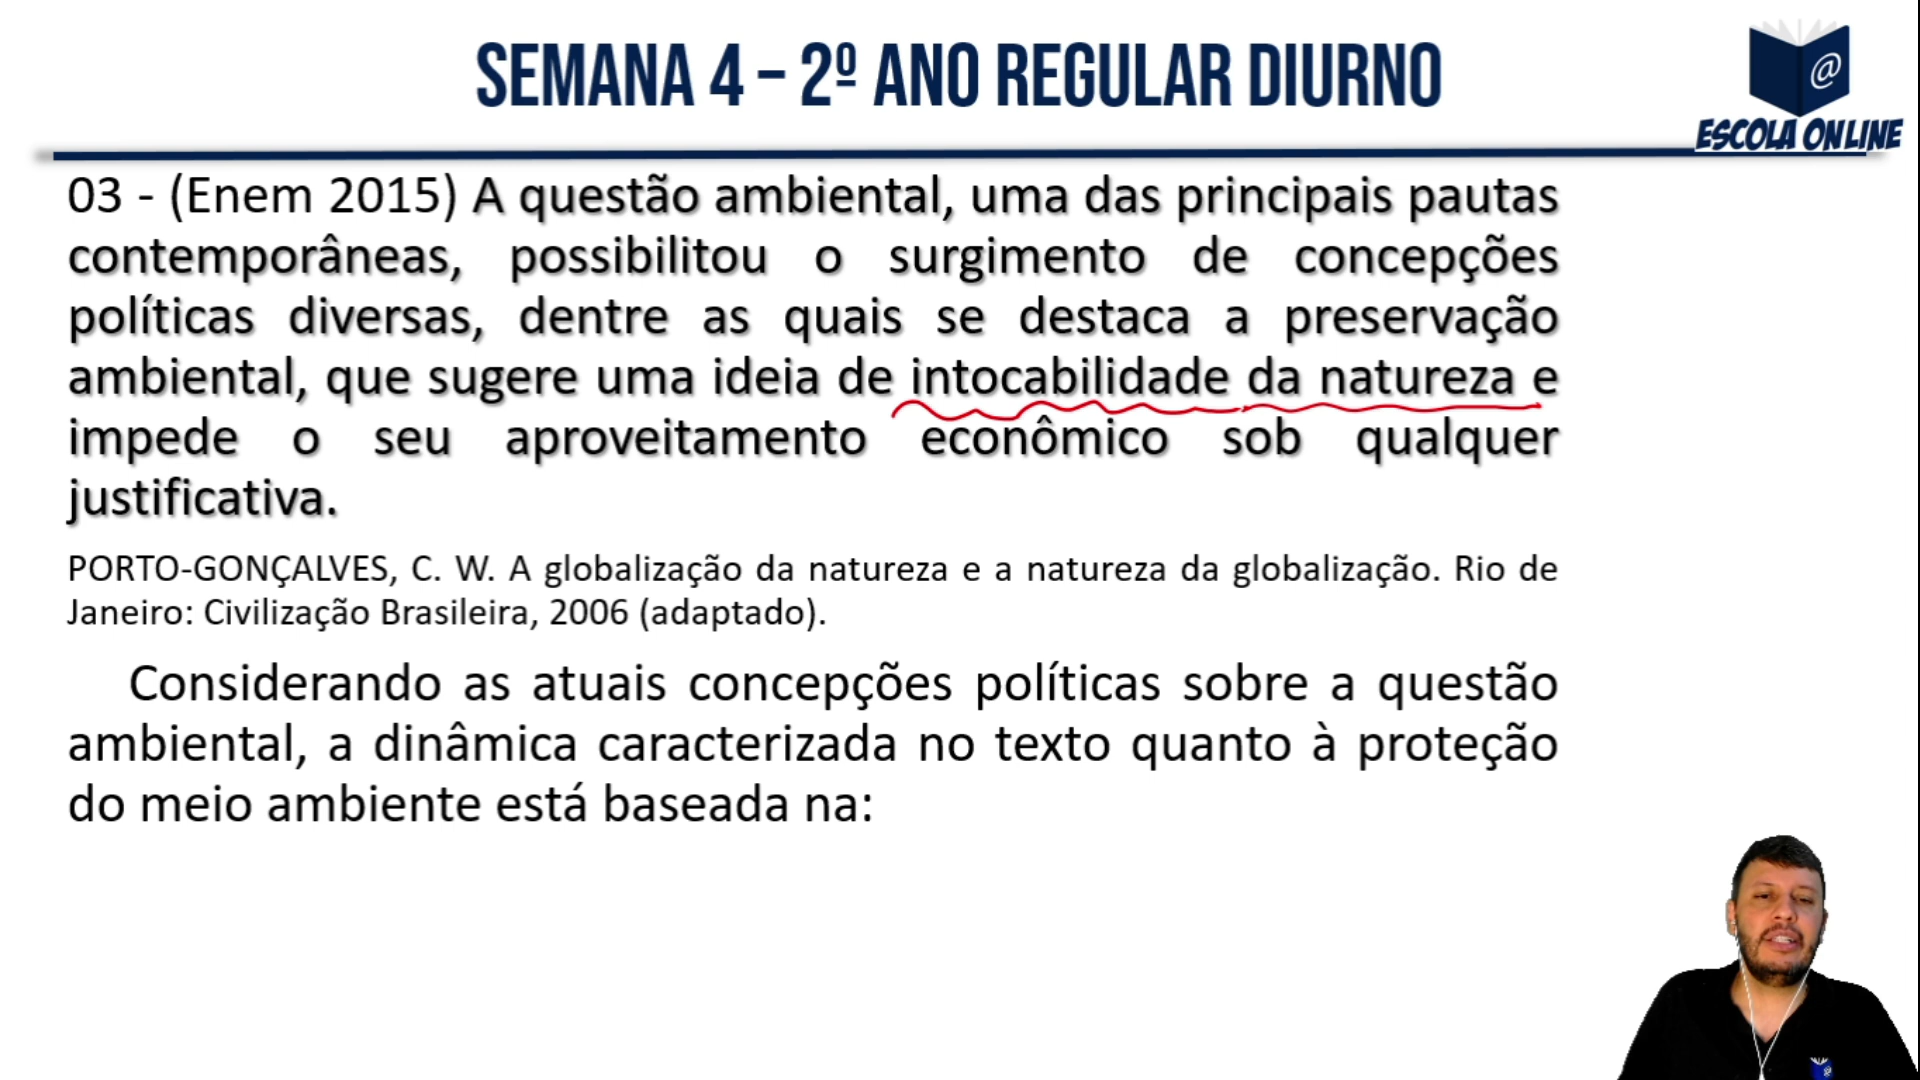 SEMANA 4 – 2º ANO REGULAR DIURNO
@
ESCOLA ONLINE
03 - (Enem 2015) A questão ambiental, uma das principais pautas
contemporâneas, possibilitou o surgimento de concepções
políticas diversas, dentre as quais se destaca a preservação
ambiental, que sugere uma ideia de intocabilidade da natureza e
impede o seu aproveitamento econômico sob qualquer
justificativa.
PORTO-GONÇALVES, C. W. A globalização da natureza e a natureza da globalização. Rio de
Janeiro: Civilização Brasileira, 2006 (adaptado).
Considerando as atuais concepções políticas sobre a questão
ambiental, a dinâmica caracterizada no texto quanto à proteção
do meio ambiente está baseada na: